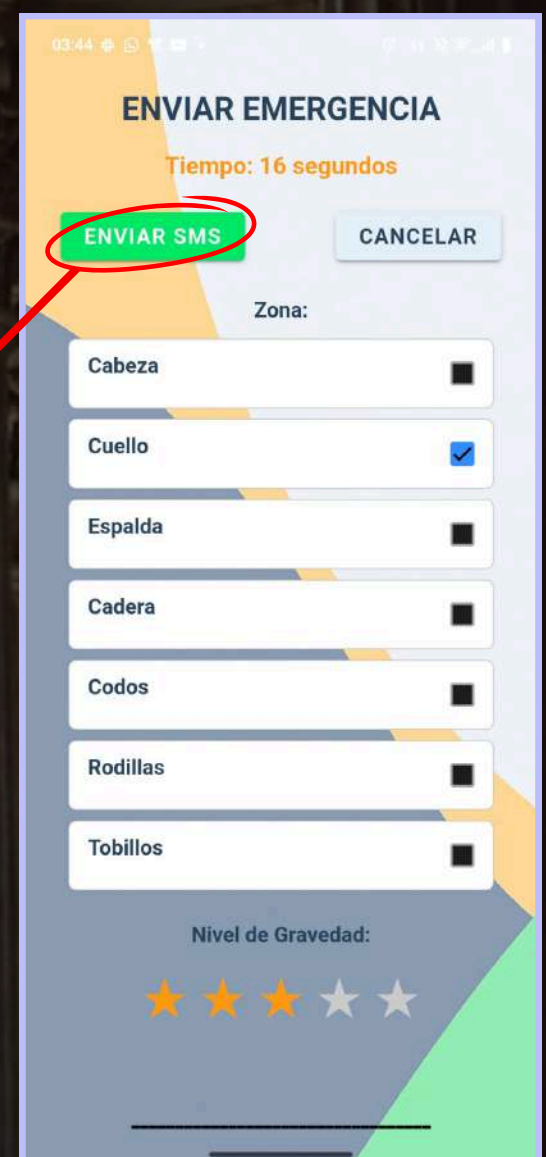 03:44
ENVIAR EMERGENCIA
Tiempo: 16 segundos
ENVIAR SMS
CANCELAR
Zona:
Cabeza
Cuello
Espalda
Cadera
Codos
Rodillas
Tobillos
Nivel de Gravedad: